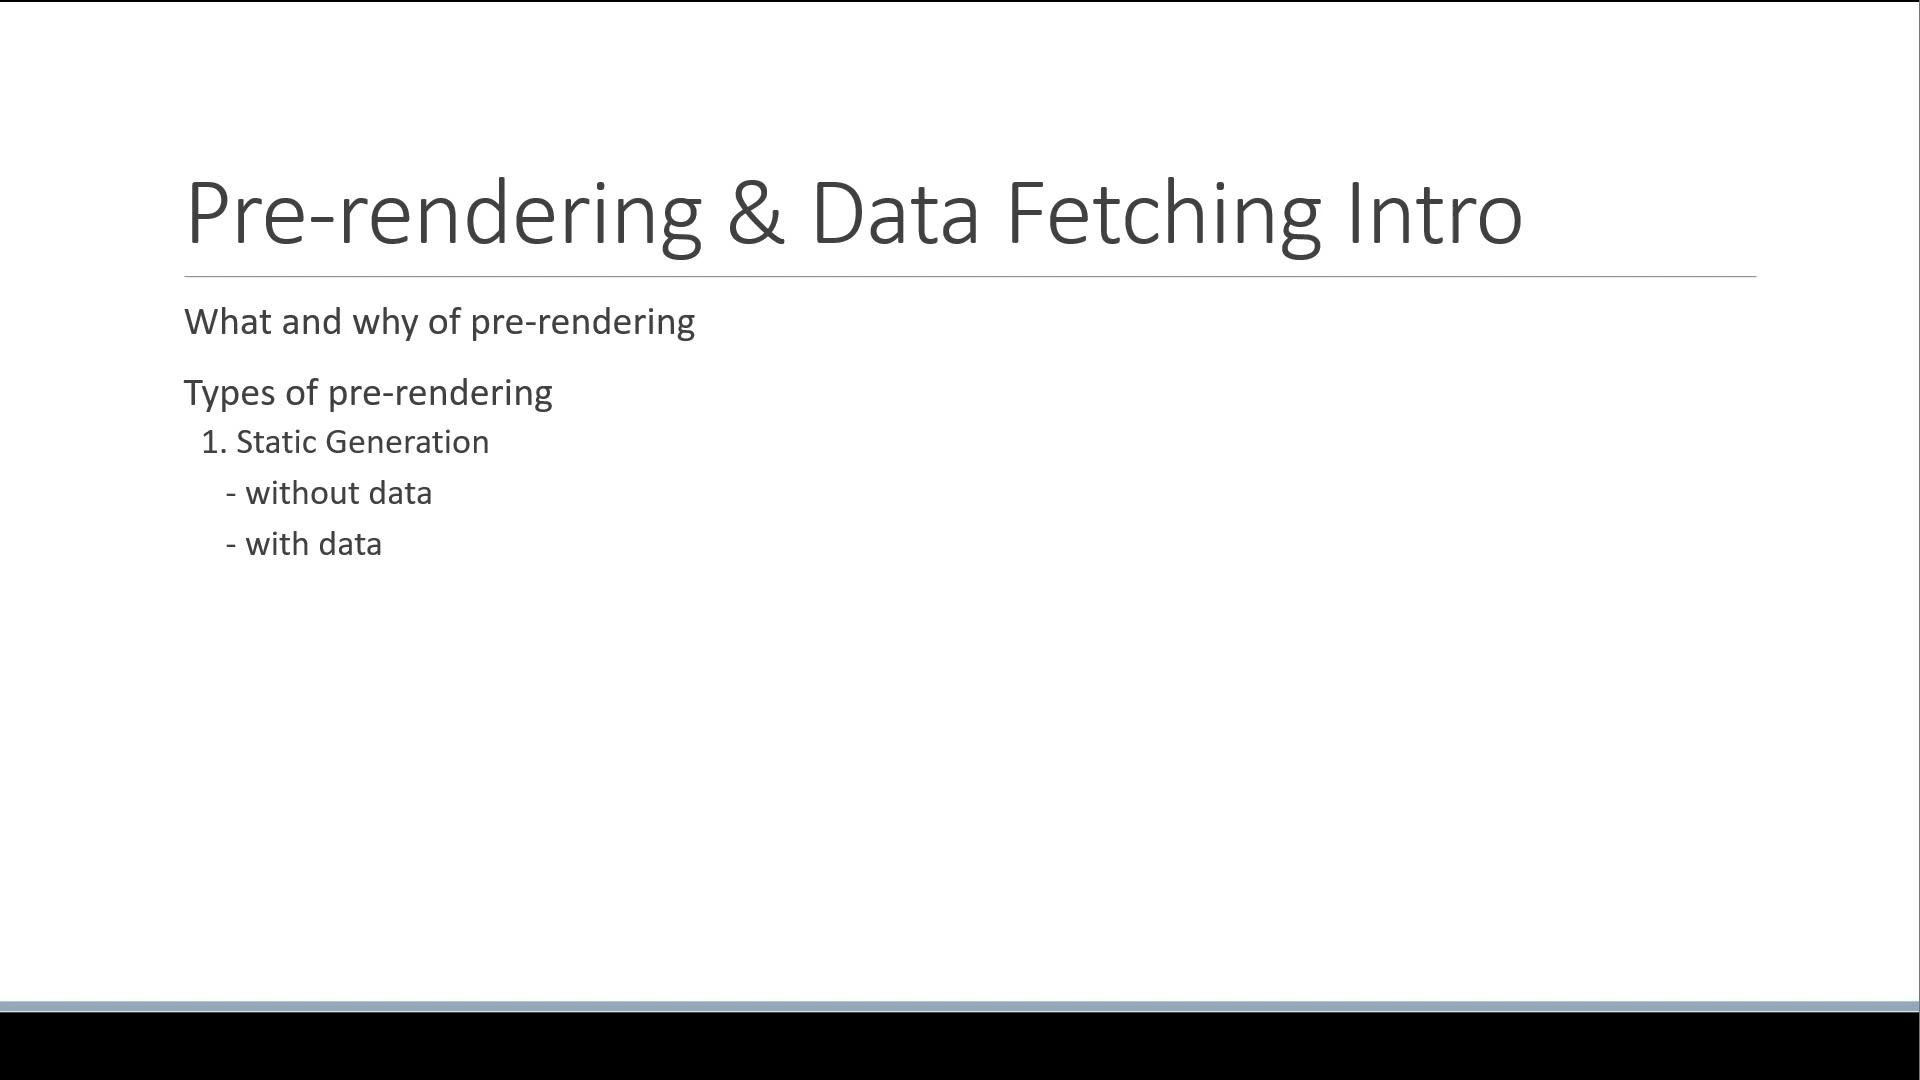 Pre-rendering & Data Fetching Intro
What and why of pre-rendering
Types of pre-rendering
1. Static Generation
- without data
- with data